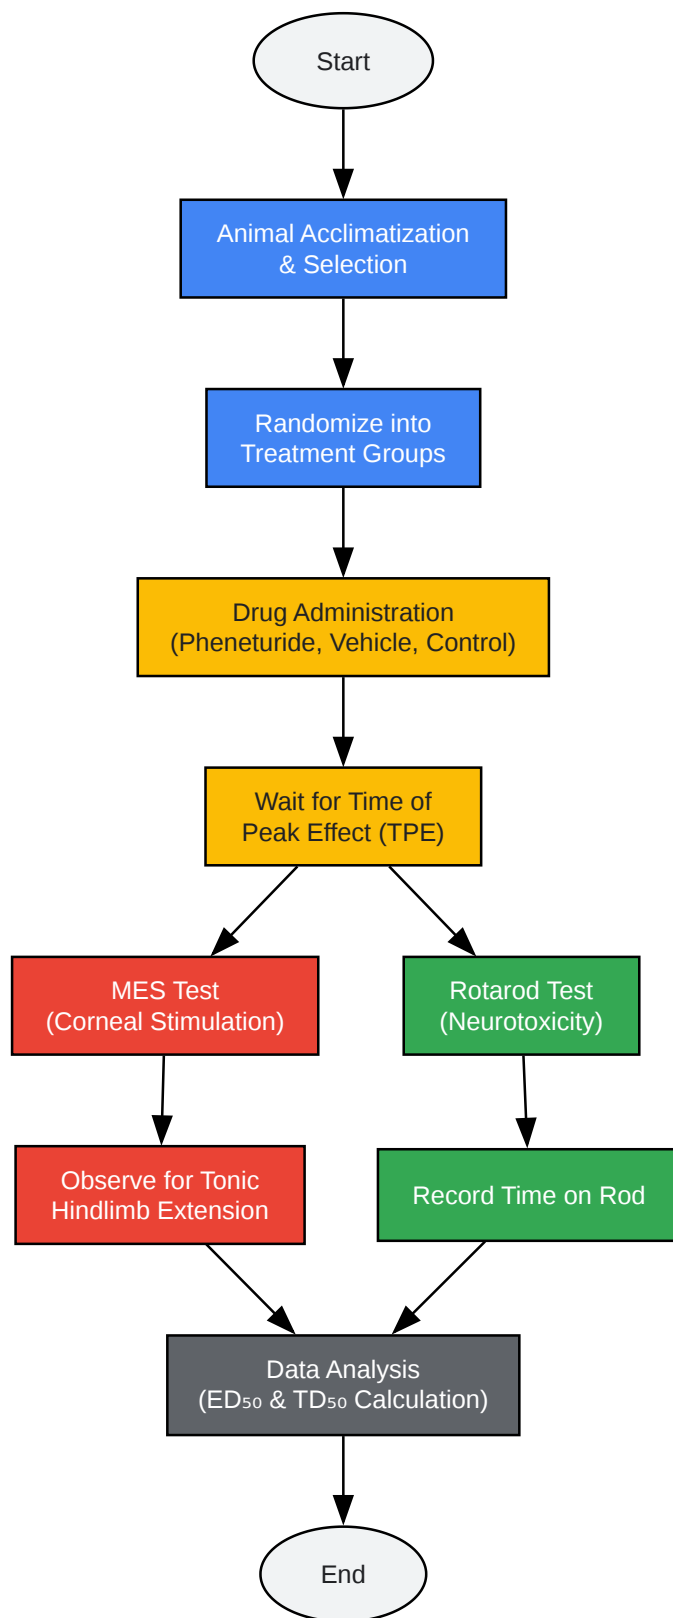 Start
Animal Acclimatization
& Selection
Randomize into
Treatment Groups
Drug Administration
(Pheneturide, Vehicle, Control)
Wait for Time of
Peak Effect (TPE)
MES Test
(Corneal Stimulation)
Rotarod Test
(Neurotoxicity)
Observe for Tonic
Hindlimb Extension
Record Time on Rod
Data Analysis
(ED₅₀ & TD₅₀ Calculation)
End